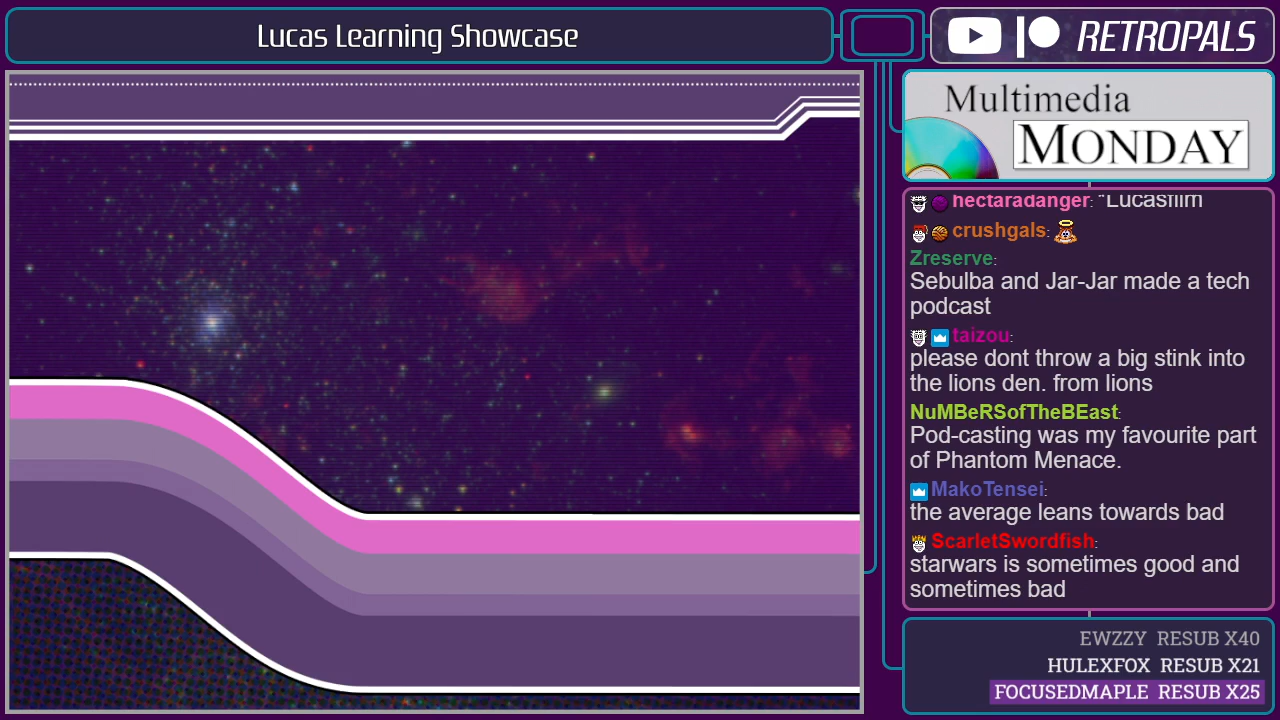 Lucas Learning Showcase
RETROPALS
Multimedia
MONDAY
hectaradanger: "Lucasfilm
crushgals:
Zreserve:
Sebulba and Jar-Jar made a tech
podcast
taizou:
please dont throw a big stink into
the lions den. from lions
NuMBeRSofTheBEast:
Pod-casting was my favourite part
of Phantom Menace.
MakoTensei:
the average leans towards bad
ScarletSwordfish:
starwars is sometimes good and
sometimes bad
EWZZY RESUB X40
HULEXFOX RESUB X21
FOCUSEDMAPLE RESUB X25